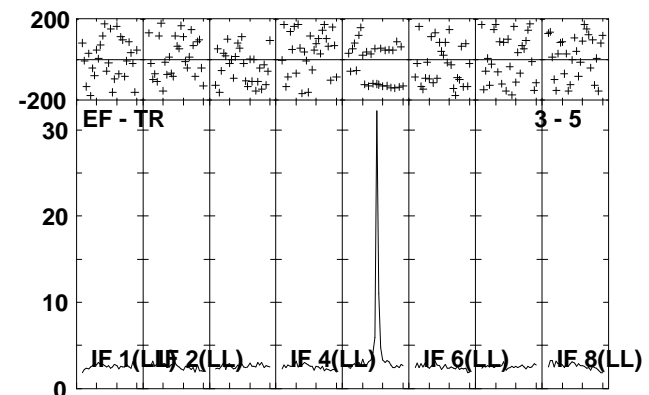 200
-200
EF - TR
3 - 5
30
20
10
0
IF 1(LL)
IF 2(LL)
IF 4(LL)
IF 6(LL)
IF 8(LL)